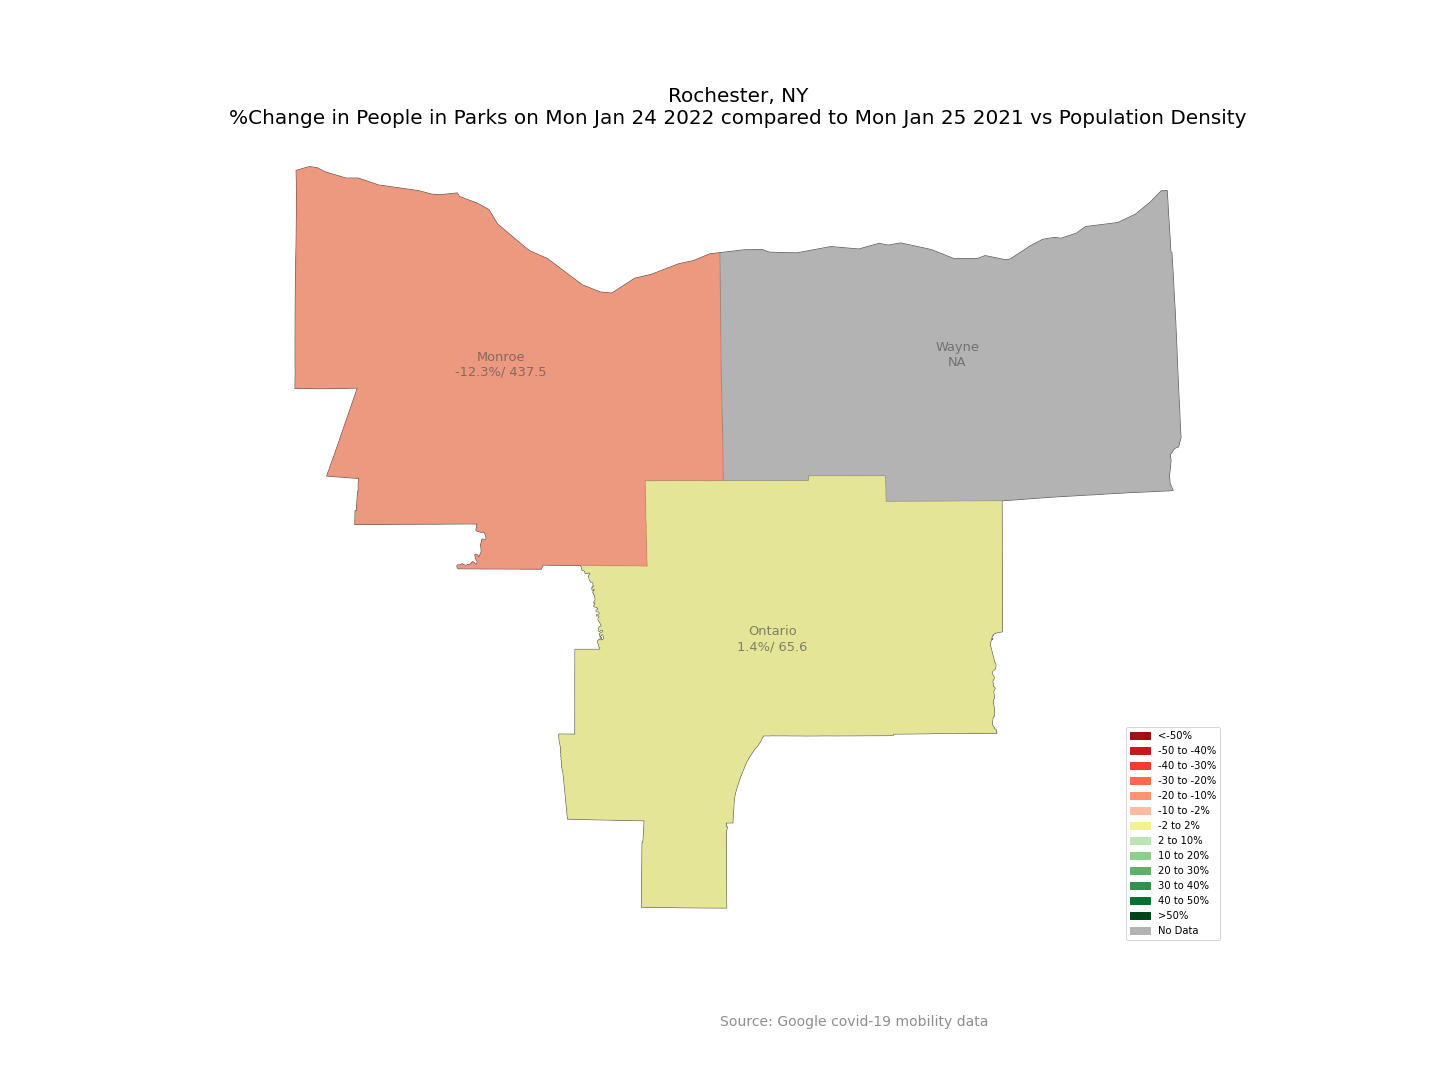 Rochester, NY
%Change in People in Parks on Mon Jan 24 2022 compared to Mon Jan 25 2021 vs Population Density
Wayne
NA
Monroe
-12.3%/ 437.5
Ontario
1.4%/ 65.6
<-50%
-50 to -40%
-40 to -30%
-30 to -20%
-20 to -10%
-10 to -2%
-2 to 2%
2 to 10%
10 to 20%
20 to 30%
30 to 40%
40 to 50%
>50%
No Data
Source: Google covid-19 mobility data